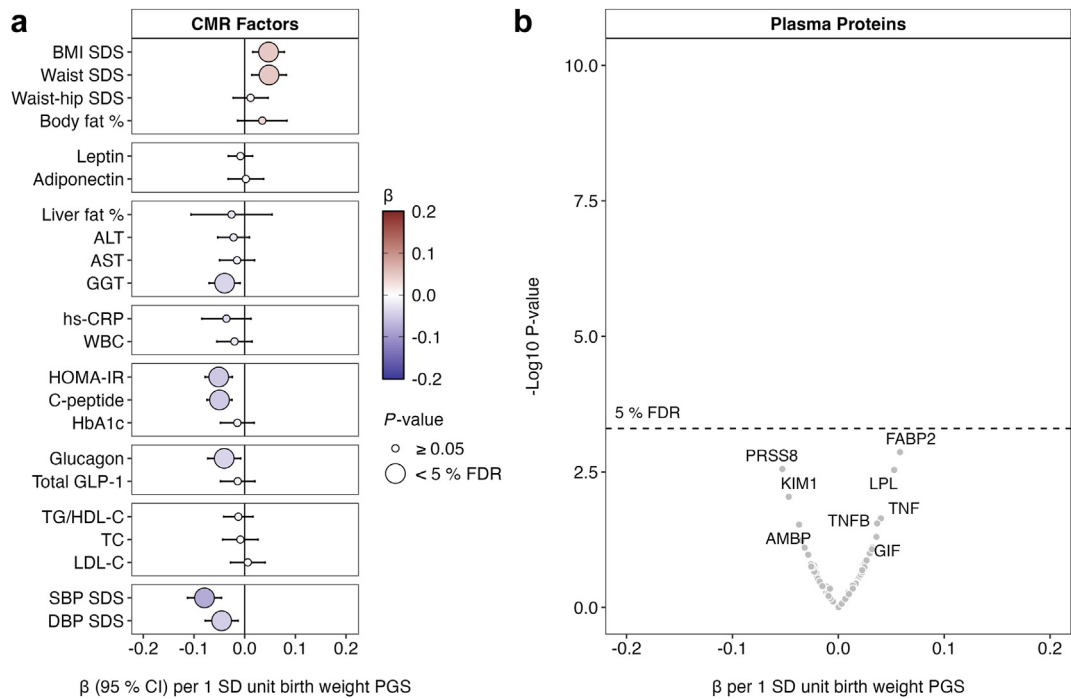 a
CMR Factors
BMI SDS
Waist SDS
Waist-hip SDS
Body fat %
Leptin
Adiponectin
Liver fat %
ALT
AST
GGT
hs-CRP
WBC
HOMA-IR
C-peptide
HbA1c
Glucagon
Total GLP-1
TG/HDL-C
TC
LDL-C
SBP SDS
DBP SDS
-0.2 -0.1 0.0 0.1 0.2
β (95 % CI) per 1 SD unit birth weight PGS
β
0.2
0.1
0.0
-0.1
-0.2
P-value
≥ 0.05
< 5 % FDR
b
Plasma Proteins
-Log10 P-value
10.0
7.5
5.0
2.5
0.0
5 % FDR
FABP2
PRSS8
LPL
KIM1
TNF
TNFB
AMBP
GIF
-0.2 -0.1 0.0 0.1 0.2
β per 1 SD unit birth weight PGS